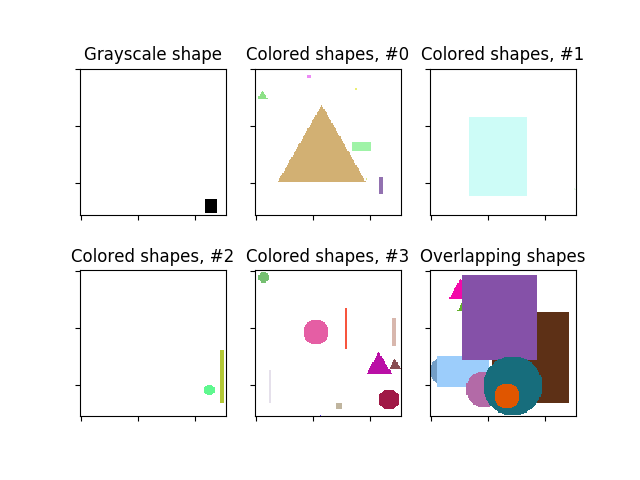 Grayscale shape
Colored shapes, #0
Colored shapes, #1
Colored shapes, #2
Colored shapes, #3
Overlapping shapes